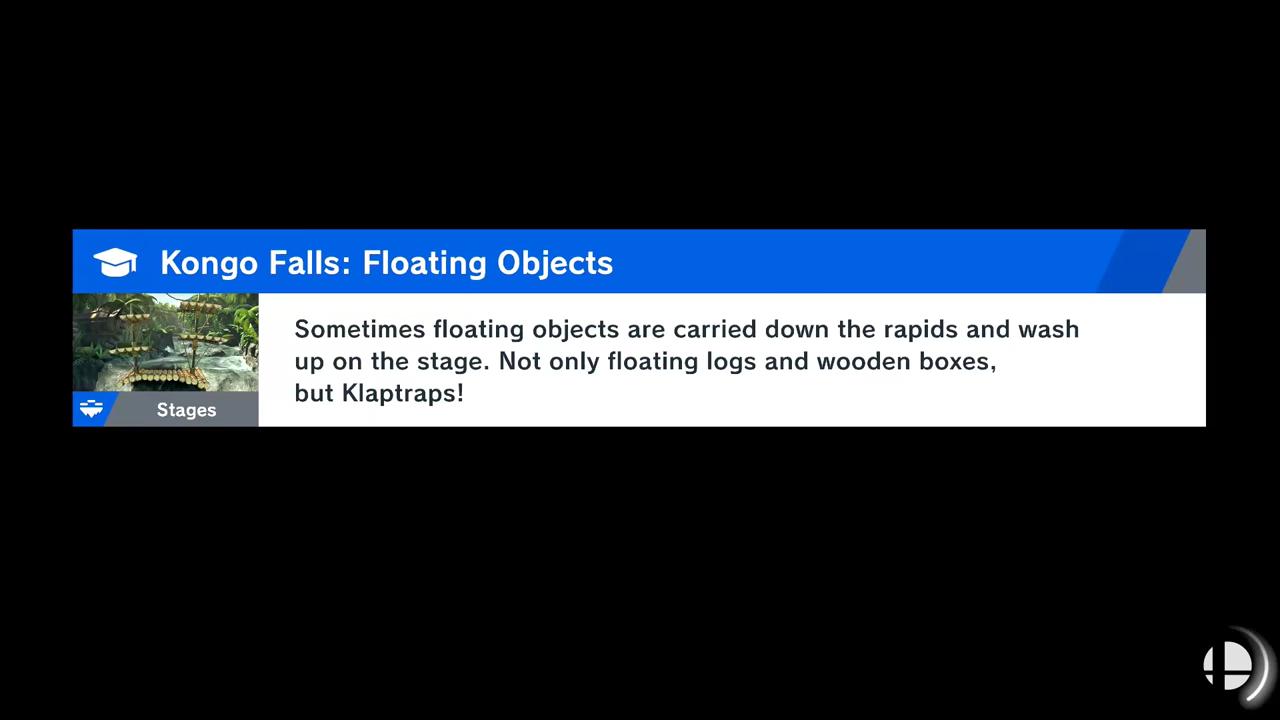 Kongo Falls: Floating Objects
Sometimes floating objects are carried down the rapids and wash
up on the stage. Not only floating logs and wooden boxes,
but Klaptraps!
Stages